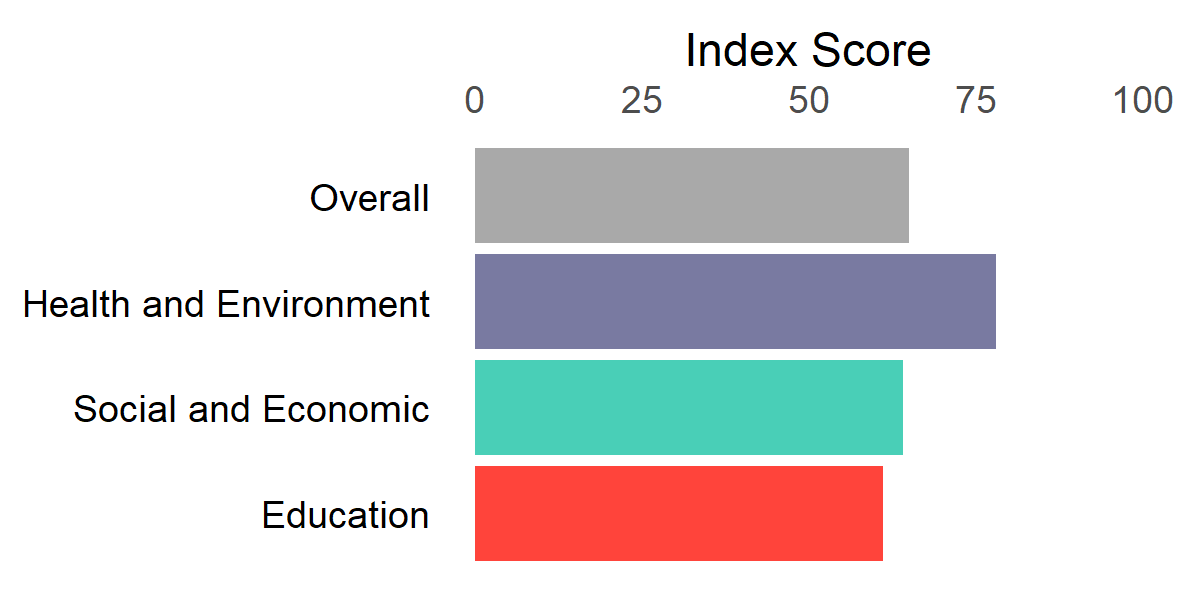 Index Score
0 25 50 75 100
Overall
Health and Environment
Social and Economic
Education